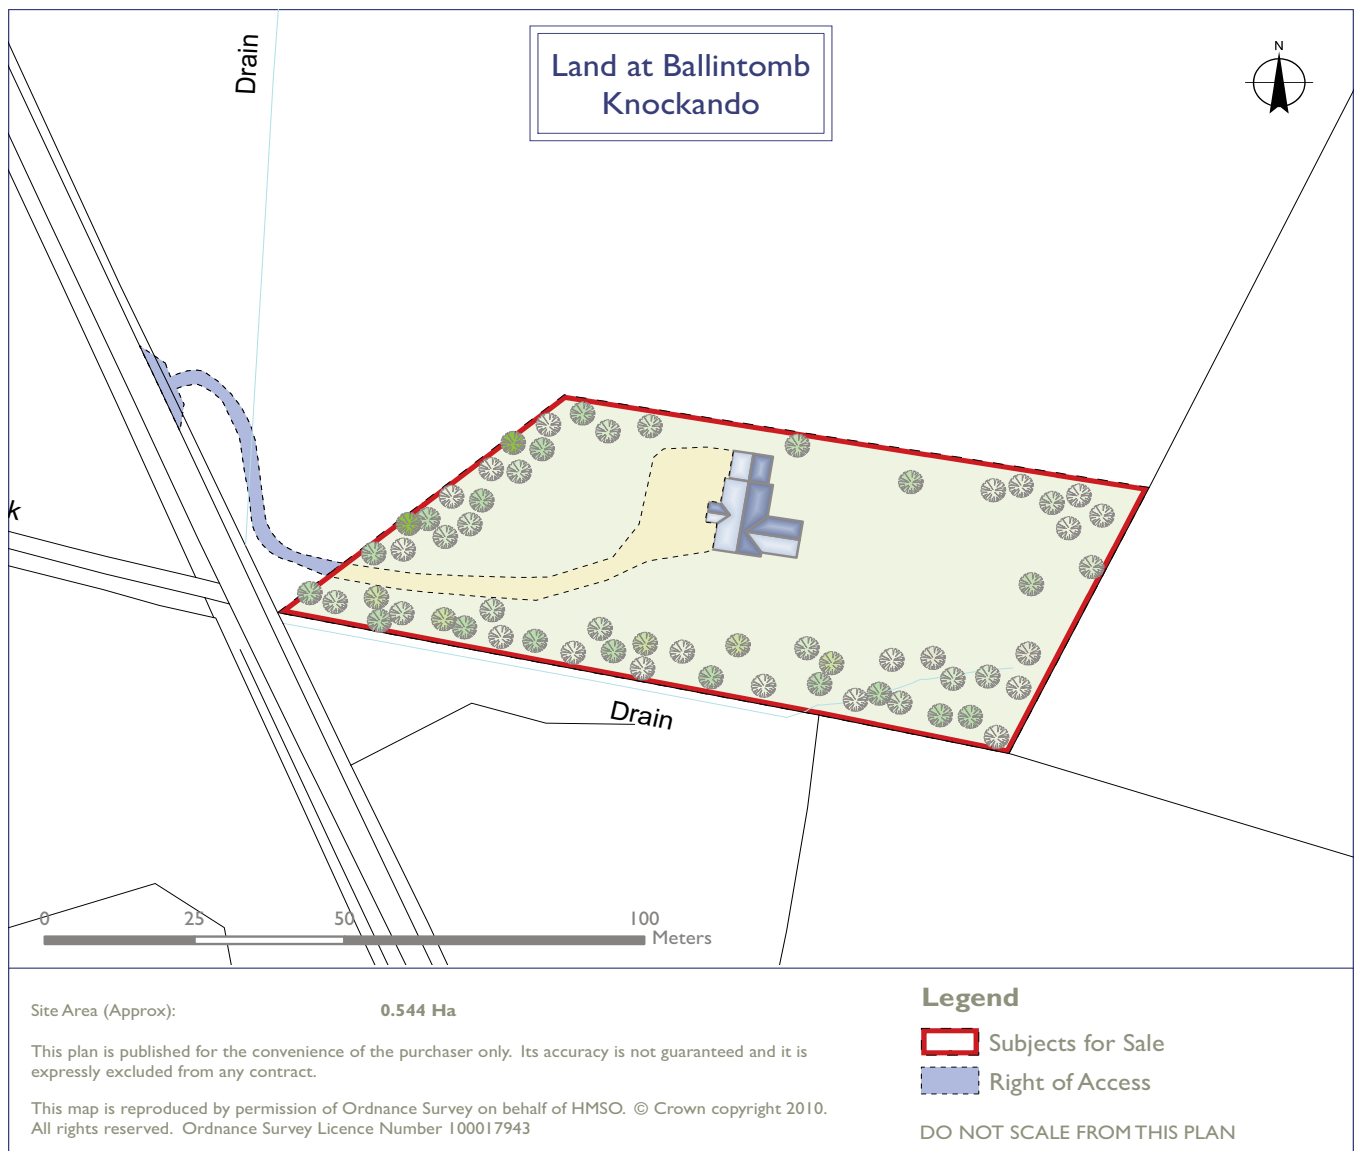 Drain
Land at Ballintomb
Knockando
N
k
Drain
0 25 50 100
Meters
Site Area (Approx): 0.544 Ha
This plan is published for the convenience of the purchaser only. Its accuracy is not guaranteed and it is
expressly excluded from any contract.
This map is reproduced by permission of Ordnance Survey on behalf of HMSO. © Crown copyright 2010.
All rights reserved. Ordnance Survey Licence Number 100017943
Legend
Subjects for Sale
Right of Access
DO NOT SCALE FROM THIS PLAN